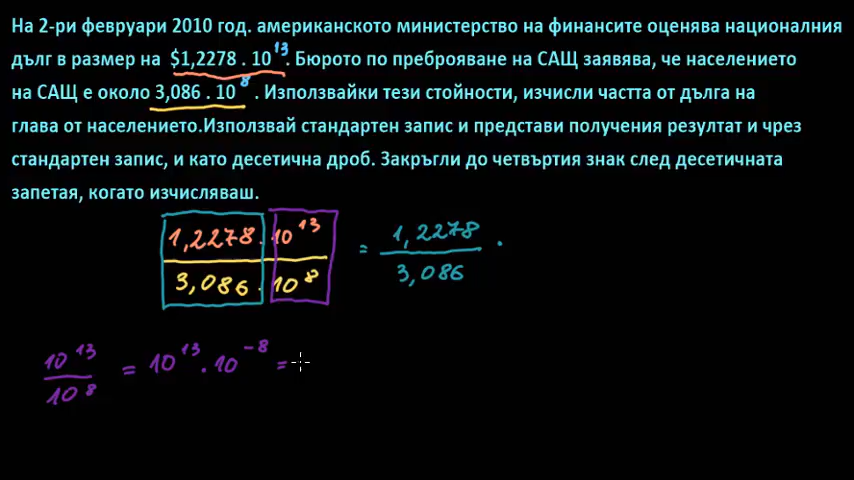 На 2-ри февруари 2010 год. американското министерство на финансите оценява националния
дълг в размер на $1,2278 . 10^13. Бюрото по преброяване на САЩ заявява, че населението
на САЩ е около 3,086 . 10^8 . Използвайки тези стойности, изчисли частта от дълга на
глава от населението.Използвай стандартен запис и представи получения резултат и чрез
стандартен запис, и като десетична дроб. Закръгли до четвъртия знак след десетичната
запетая, когато изчисляваш.
1,2278 . 10^13 = 1,2278 .
3,086 . 10^8 3,086
10^13 = 10^13 . 10^-8 =
10^8